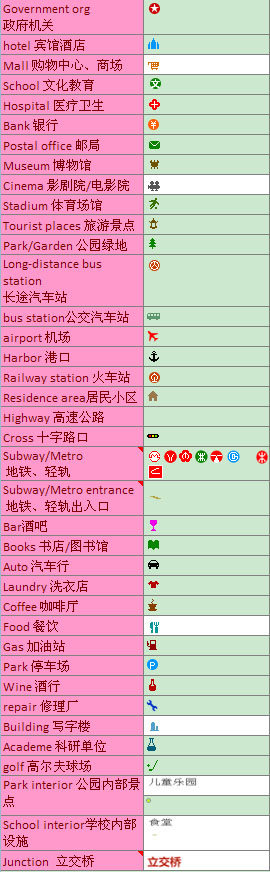 Government org
政府机关
hotel 宾馆酒店
Mall 购物中心、商场
School 文化教育
Hospital 医疗卫生
Bank 银行
Postal office 邮局
Museum 博物馆
Cinema 影剧院/电影院
Stadium 体育场馆
Tourist places 旅游景点
Park/Garden 公园绿地
Long-distance bus
station
长途汽车站
bus station公交汽车站
airport 机场
Harbor 港口
Railway station 火车站
Residence area居民小区
Highway 高速公路
Cross 十字路口
Subway/Metro
地铁、轻轨
Subway/Metro entrance
地铁、轻轨出入口
Bar酒吧
Books 书店/图书馆
Auto 汽车行
Laundry 洗衣店
Coffee 咖啡厅
Food 餐饮
Gas 加油站
Park 停车场
P
Wine 酒行
repair 修理厂
Building 写字楼
Academe 科研单位
golf 高尔夫球场
Park interior 公园内部景
点
儿童乐园
School interior学校内部
设施
食堂
Junction 立交桥
立交桥